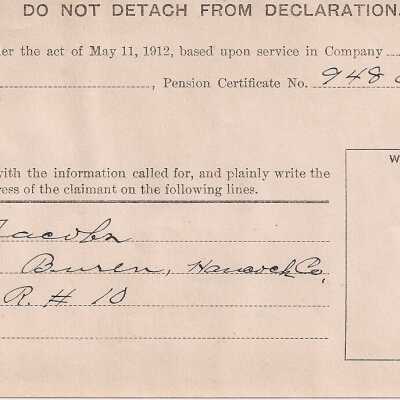 DO NOT DETACH FROM DECLARATION.
er the act of May 11, 1912, based upon service in Company
, Pension Certificate No. 948
with the information called for, and plainly write the
ress of the claimant on the following lines.
W
Jacobs
Buren, Hancock Co,
R. # 10